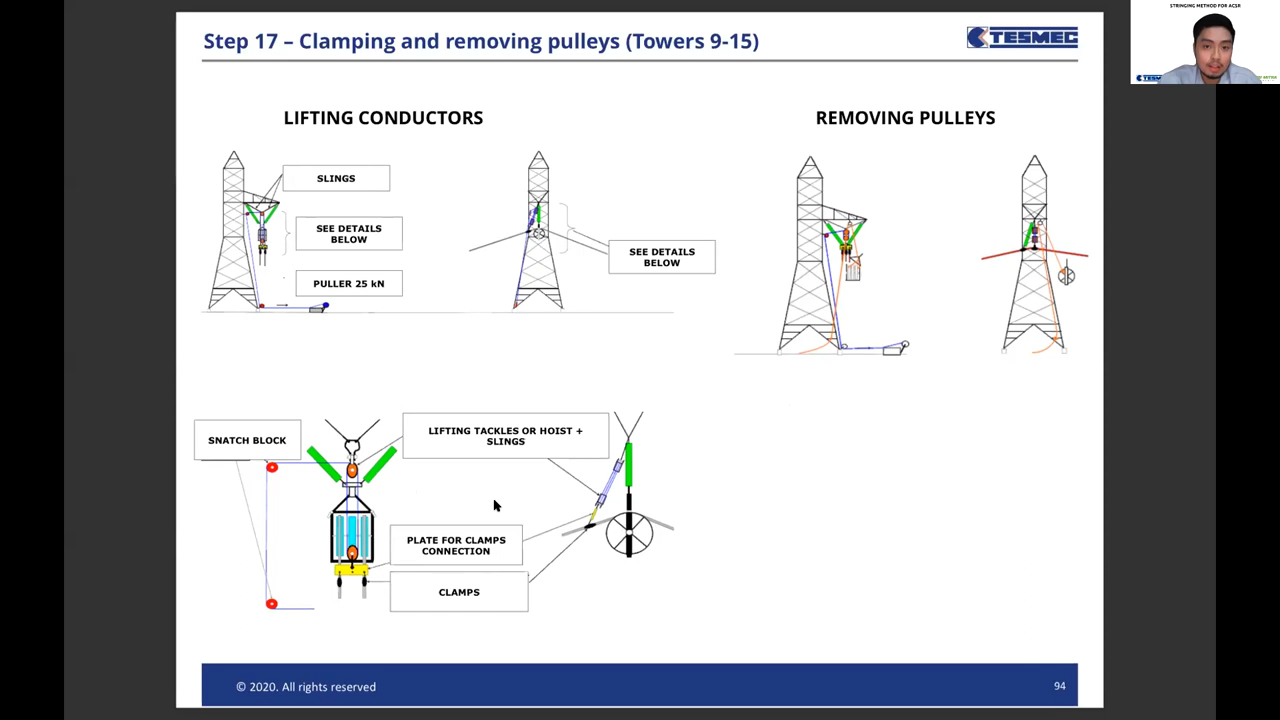 STRINGING METHOD FOR ACSR
Step 17 – Clamping and removing pulleys (Towers 9-15)
TESMEC
TESMEC
LIFTING CONDUCTORS
REMOVING PULLEYS
SLINGS
SEE DETAILS
BELOW
PULLER 25 kN
SEE DETAILS
BELOW
SNATCH BLOCK
LIFTING TACKLES OR HOIST +
SLINGS
PLATE FOR CLAMPS
CONNECTION
CLAMPS
© 2020. All rights reserved
94